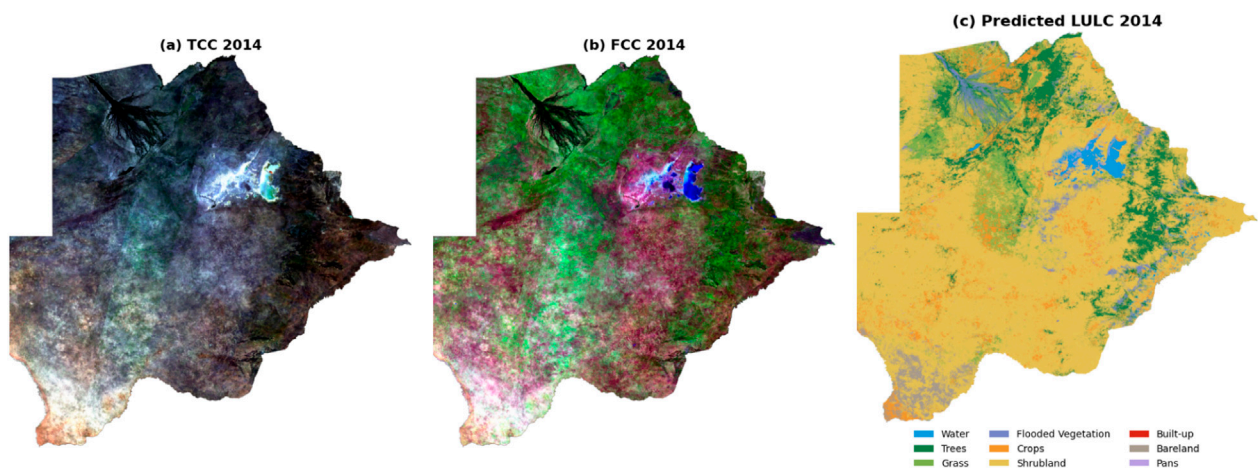 (a) TCC 2014
(b) FCC 2014
(c) Predicted LULC 2014
Water
Flooded Vegetation
Built-up
Trees
Crops
Bareland
Grass
Shrubland
Pans